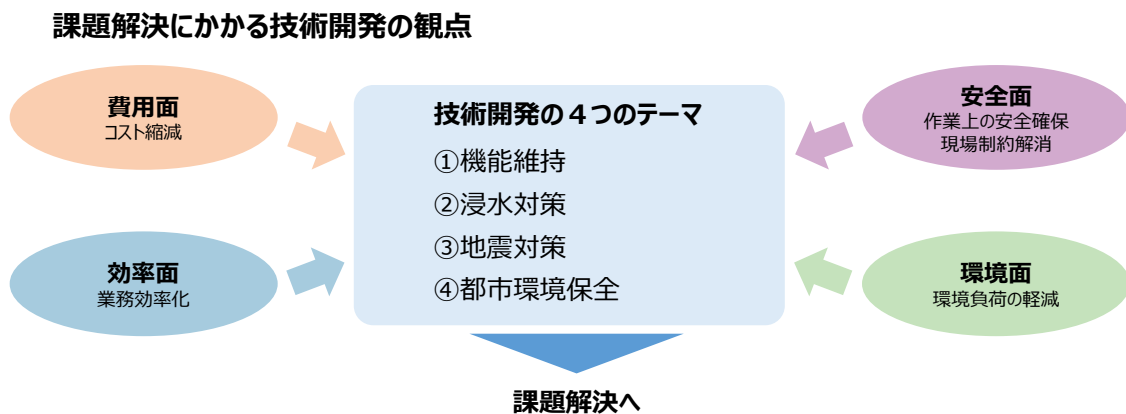 課題解決にかかる技術開発の観点
費用面
コスト縮減
技術開発の４つのテーマ
①機能維持
②浸水対策
③地震対策
④都市環境保全
安全面
作業上の安全確保
現場制約解消
効率面
業務効率化
環境面
環境負荷の軽減
課題解決へ